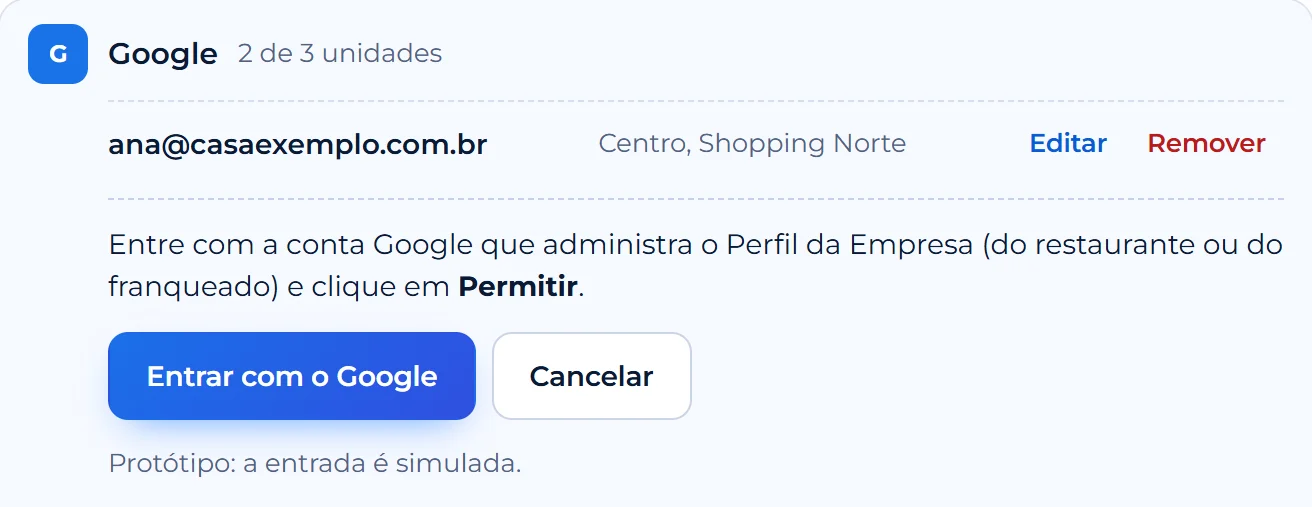 G
Google 2 de 3 unidades
ana@casaexemplo.com.br Centro, Shopping Norte Editar Remover
Entre com a conta Google que administra o Perfil da Empresa (do restaurante ou do
franqueado) e clique em Permitir.
Entrar com o Google Cancelar
Protótipo: a entrada é simulada.